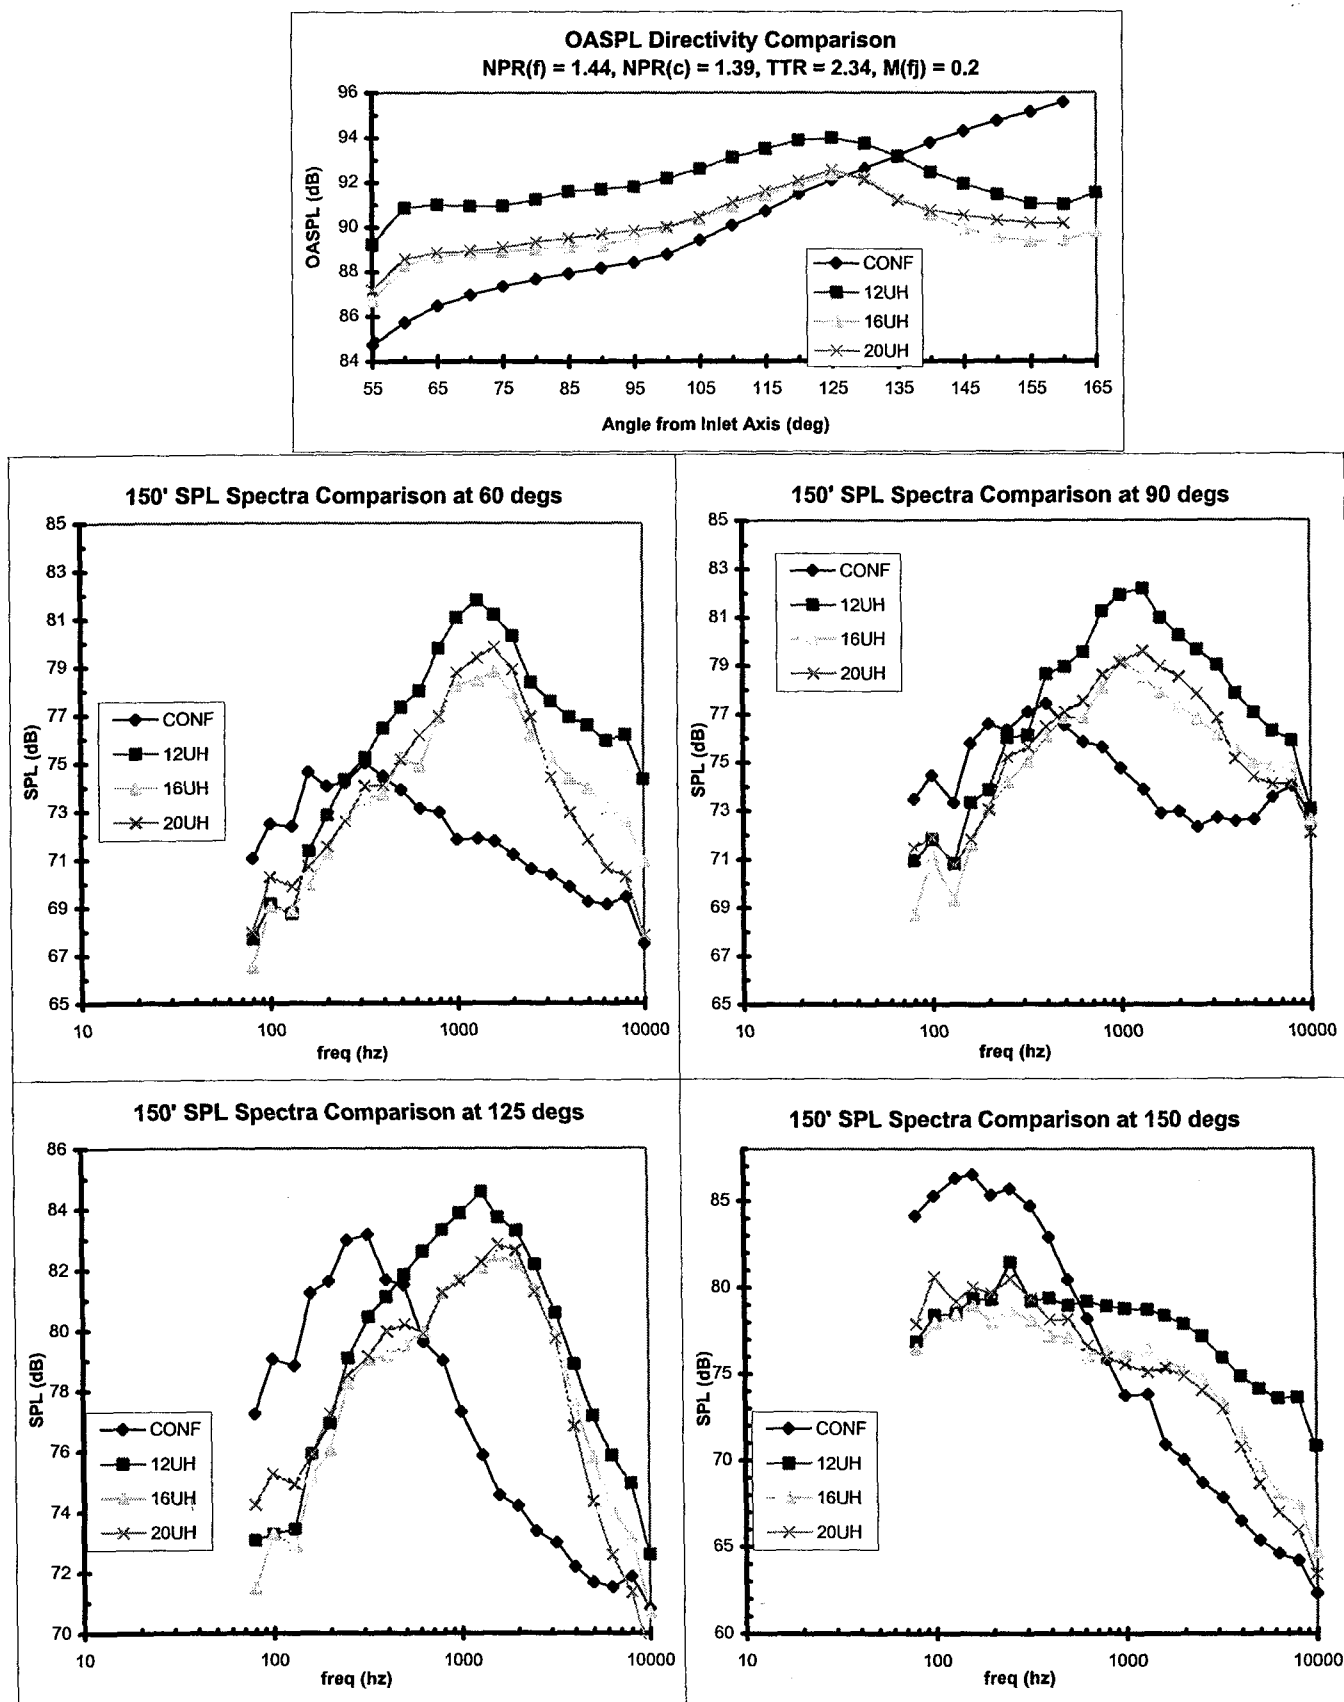 OASPL Directivity Comparison
NPR(f) = 1.44, NPR(c) = 1.39, TTR = 2.34, M(fj) = 0.2
96
94
92
90
88
86
84
OASPL (dB)
CONF
12UH
16UH
20UH
55 65 75 85 95 105 115 125 135 145 155 165
Angle from Inlet Axis (deg)
150' SPL Spectra Comparison at 60 degs
85
83
81
79
77
75
73
71
69
67
65
SPL (dB)
CONF
12UH
16UH
20UH
10 100 1000 10000
freq (hz)
150' SPL Spectra Comparison at 90 degs
85
83
81
79
77
75
73
71
69
67
65
SPL (dB)
CONF
12UH
16UH
20UH
10 100 1000 10000
freq (hz)
150' SPL Spectra Comparison at 125 degs
86
84
82
80
78
76
74
72
70
SPL (dB)
CONF
12UH
16UH
20UH
10 100 1000 10000
freq (hz)
150' SPL Spectra Comparison at 150 degs
85
80
75
70
65
60
SPL (dB)
CONF
12UH
16UH
20UH
10 100 1000 10000
freq (hz)